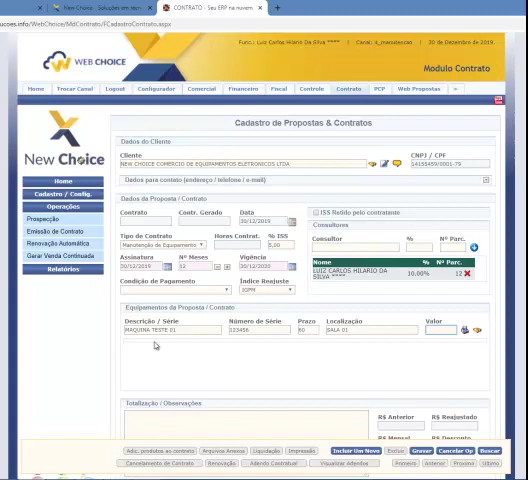 New Choice - Soluções em tecn
CONTRATO - Seu ERP na nuvem
ucoes.info/WebChoice/MdContrato/FCadastroContrato.aspx
Func.: Luiz Carlos Hilario Da Silva **** | Canal: it_manutencao | 30 de Dezembro de 2019.
WEB CHOICE
Modulo Contrato
Home Trocar Canal Logout Configurador Comercial Financeiro Fiscal Controle Contrato PCP Web Propostas >
New Choice
Home
Cadastro / Config.
Operações
Prospecção
Emissão de Contrato
Renovação Automática
Gerar Venda Continuada
Relatórios
Cadastro de Propostas & Contratos
Dados do Cliente
Cliente CNPJ / CPF
NEW CHOICE COMERCIO DE EQUIPAMENTOS ELETRONICOS LTDA 14155459/0001-79
Dados para contato (endereço / telefone / e-mail)
Dados da Proposta / Contrato
Contrato Contr. Gerado Data
30/12/2019
Tipo de Contrato Horas Contrat. % ISS
Manutenção de Equipamento 5,00
Assinatura Nº Meses Vigência
30/12/2019 12 30/12/2020
Condição de Pagamento Índice Reajuste
IGPM
ISS Retido pelo contratante
Consultores
Consultor % Nº Parc.
Nome % Nº Parc.
LUIZ CARLOS HILARIO DA SILVA **** 10.00% 12
Equipamentos da Proposta / Contrato
Descrição / Série Número de Série Prazo Localização Valor
MAQUINA TESTE 01 123456 60 SALA 01
Totalização / Observações
R$ Anterior R$ Reajustado
R$ Mensal R$ Desconto
Adic. produtos ao contrato Arquivos Anexos Liquidação Impressão Incluir Um Novo Excluir Gravar Cancelar Op Buscar
Cancelamento de Contrato Renovação Adendo Contratual Visualizar Adendos Primeiro Anterior Proximo Ultimo